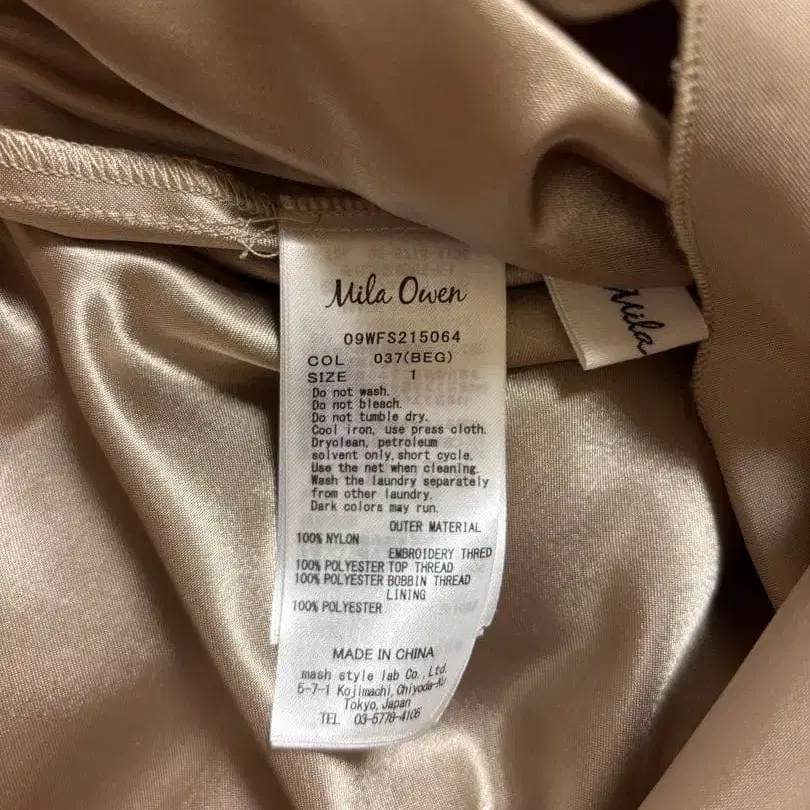 Mila Owen
09WFS215064
COL 037(BEG)
SIZE 1
Do not wash.
Do not bleach.
Do not tumble dry.
Cool iron, use press cloth.
Dryclean, petroleum
solvent only, short cycle.
Use the net when cleaning.
Wash the laundry separately
from other laundry.
Dark colors may run.
OUTER MATERIAL
100% NYLON
EMBROIDERY THRED
100% POLYESTER TOP THREAD
100% POLYESTER BOBBIN THREAD
LINING
100% POLYESTER
MADE IN CHINA
mash style lab Co., Ltd.
5-7-1 Kojimachi, Chiyoda-Ku
Tokyo, Japan
TEL 03-5778-4105
Mila